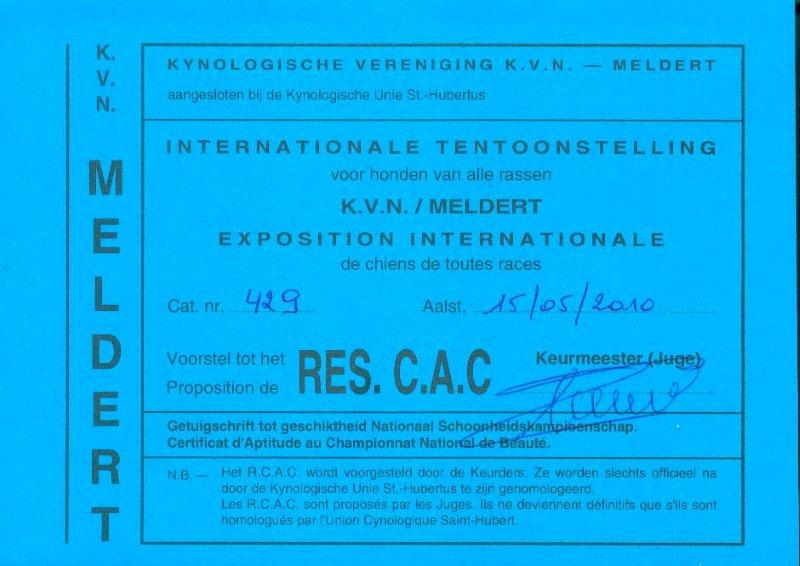 K.
V.
N.
MELDERT
KYNOLOGISCHE VERENIGING K.V.N. — MELDERT
aangesloten bij de Kynologische Unie St.-Hubertus
INTERNATIONALE TENTOONSTELLING
voor honden van alle rassen
K.V.N. / MELDERT
EXPOSITION INTERNATIONALE
de chiens de toutes races
Cat. nr. 429 Aalst, 15/05/2010
Voorstel tot het
Proposition de
RES. C.A.C
Keurmeester (Juge)
Getuigschrift tot geschiktheid Nationaal Schoonheidskampioenschap.
Certificat d'Aptitude au Championnat National de Beauté.
N.B. — Het R.C.A.C. wordt voorgesteld door de Keurders. Ze worden slechts officieel na
door de Kynologische Unie St.-Hubertus te zijn gehomologeerd.
Les R.C.A.C. sont proposés par les Juges. Ils ne deviennent définitifs que s'ils sont
homologués par l'Union Cynologique Saint-Hubert.